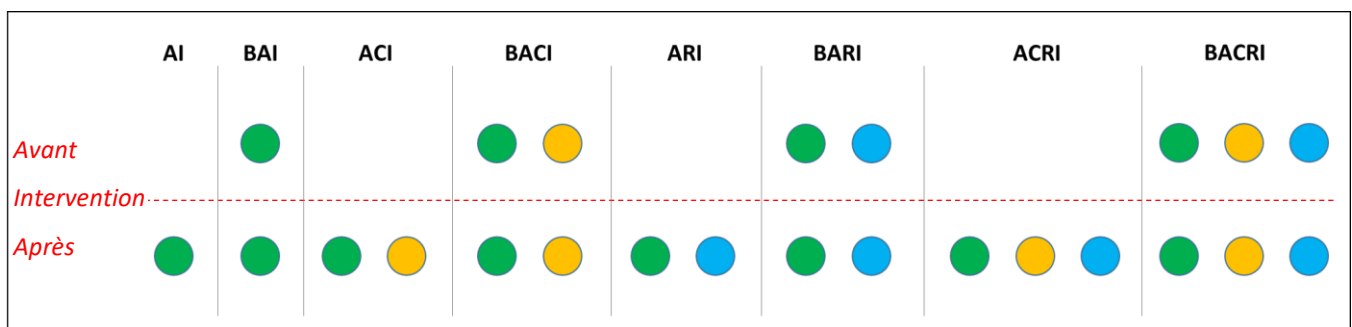 AI BAI ACI BACI ARI BARI ACRI BACRI
Avant
Intervention
Après